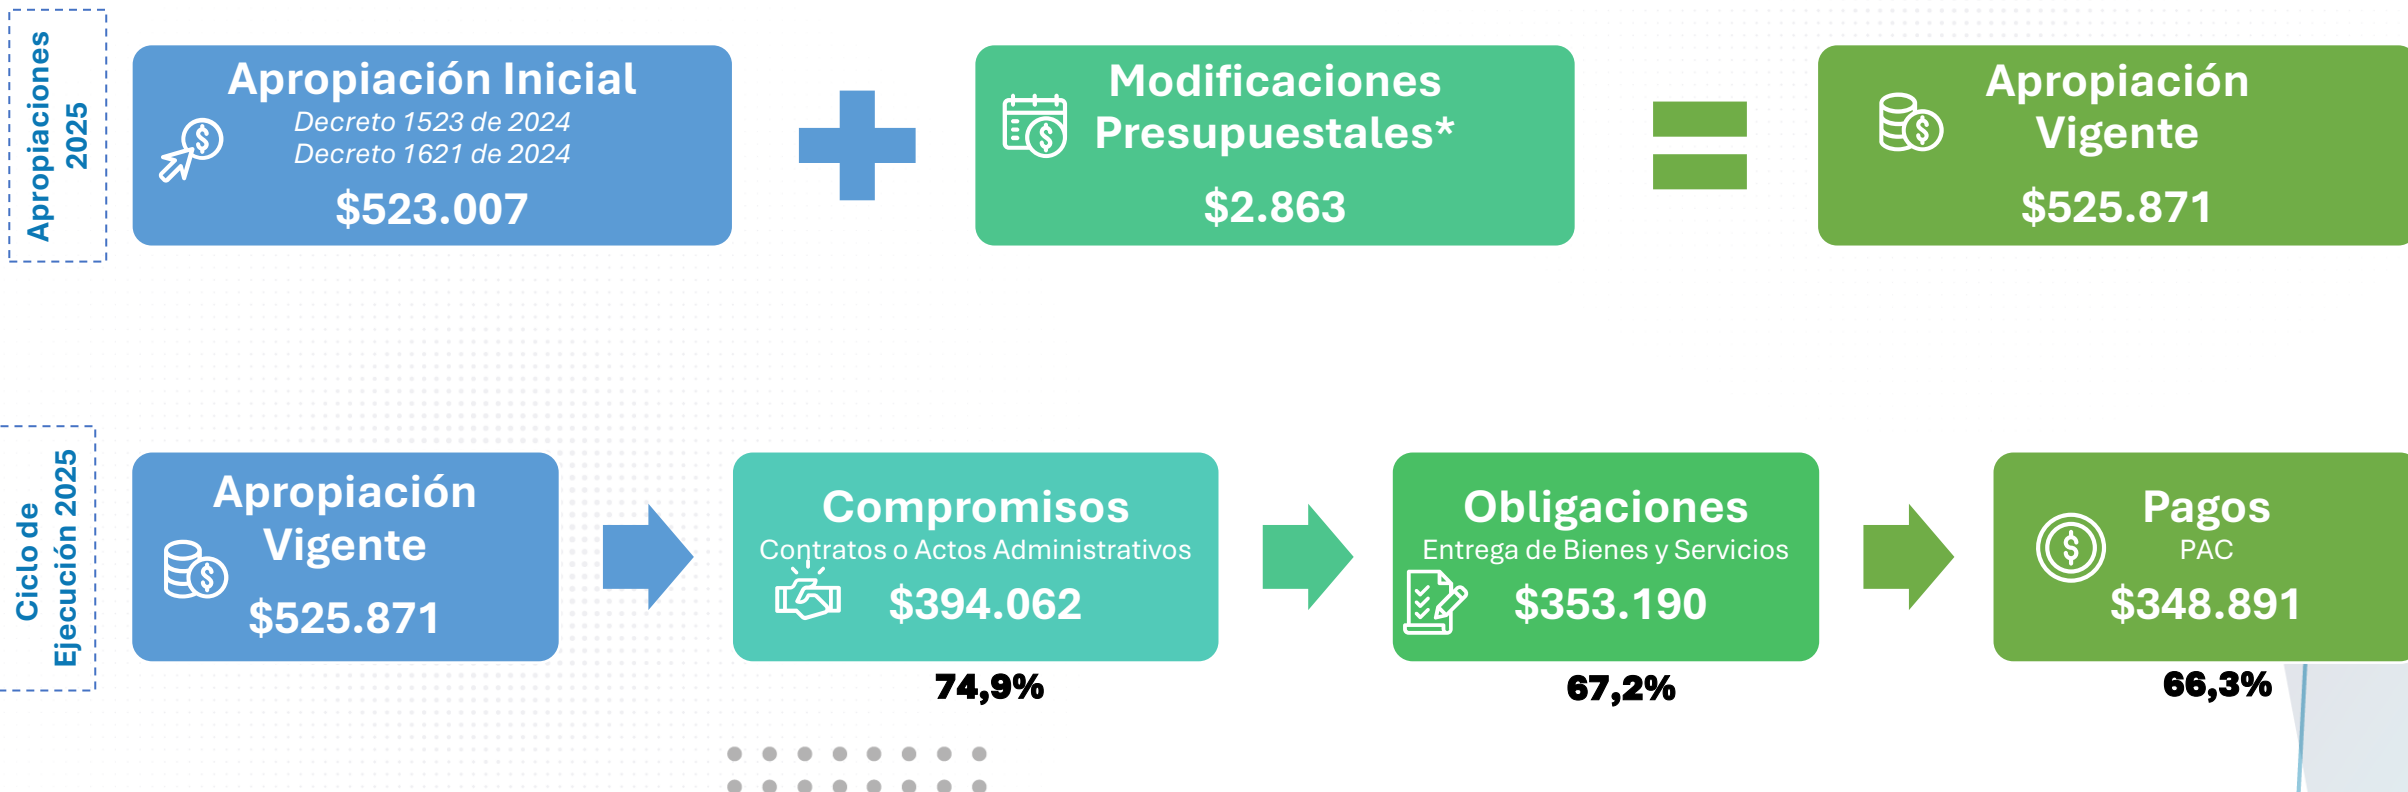 Apropiaciones
2025
Apropiación Inicial
Decreto 1523 de 2024
Decreto 1621 de 2024
$523.007
Modificaciones
Presupuestales*
$2.863
Apropiación
Vigente
$525.871
Ciclo de
Ejecución 2025
Apropiación
Vigente
$525.871
Compromisos
Contratos o Actos Administrativos
$394.062
74,9%
Obligaciones
Entrega de Bienes y Servicios
$353.190
67,2%
Pagos
PAC
$348.891
66,3%